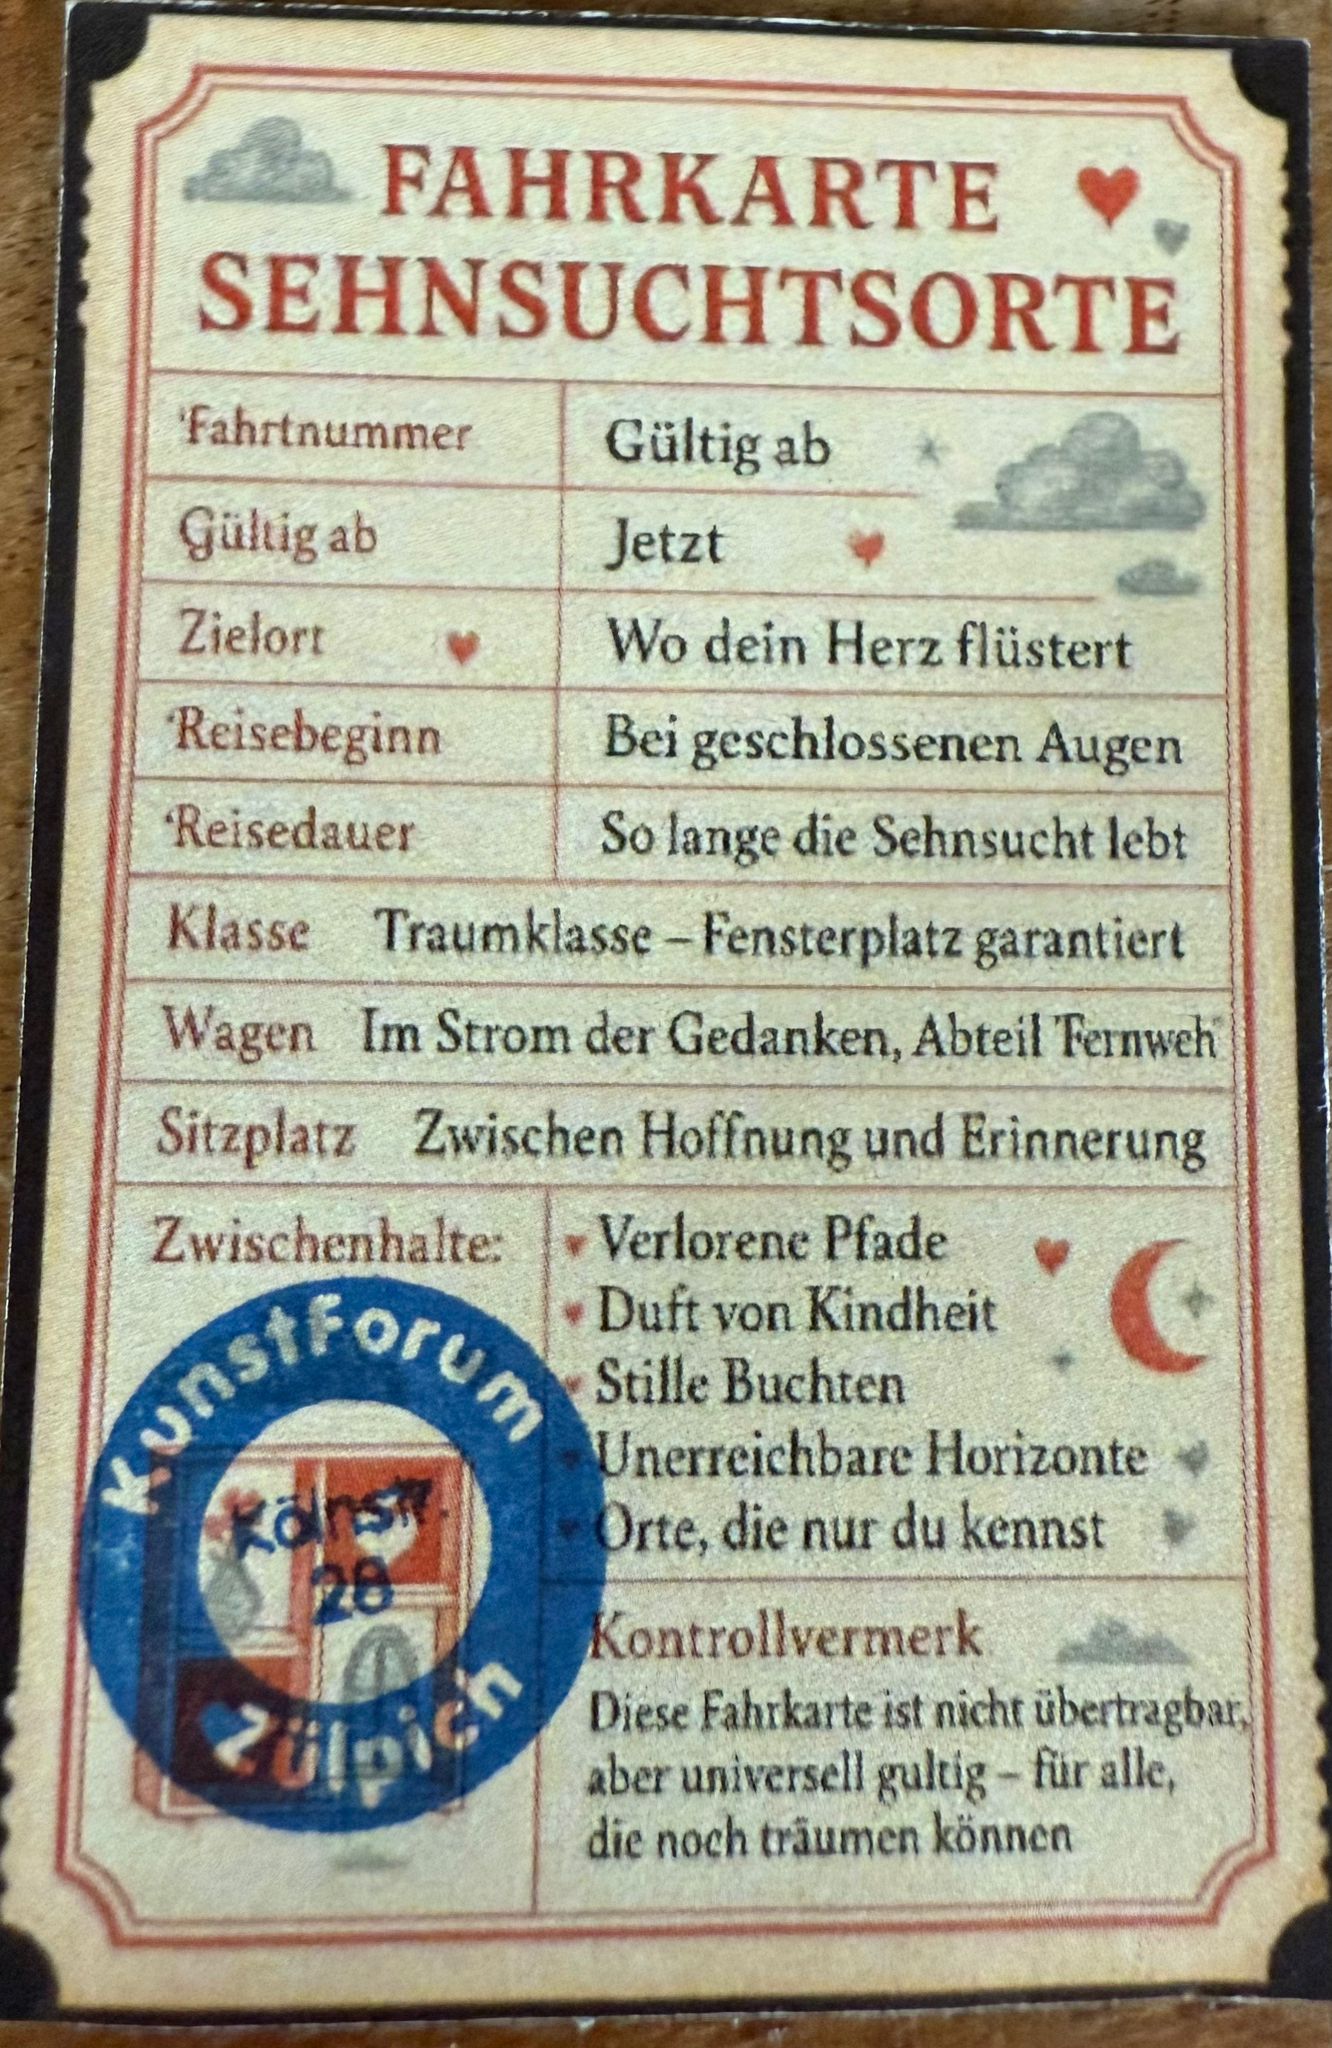 FAHRKARTE
SEHNSUCHTSORTE
Fahrtnummer Gültig ab
Gültig ab Jetzt
Zielort Wo dein Herz flüstert
Reisebeginn Bei geschlossenen Augen
Reisedauer So lange die Sehnsucht lebt
Klasse Traumklasse – Fensterplatz garantiert
Wagen Im Strom der Gedanken, Abteil 'Fernweh'
Sitzplatz Zwischen Hoffnung und Erinnerung
Zwischenhalte: Verlorene Pfade
Duft von Kindheit
Stille Buchten
Unerreichbare Horizonte
Orte, die nur du kennst
KunstForum
Kölnstr.
28
Zülpich
Kontrollvermerk
Diese Fahrkarte ist nicht übertragbar,
aber universell gultig – für alle,
die noch träumen können